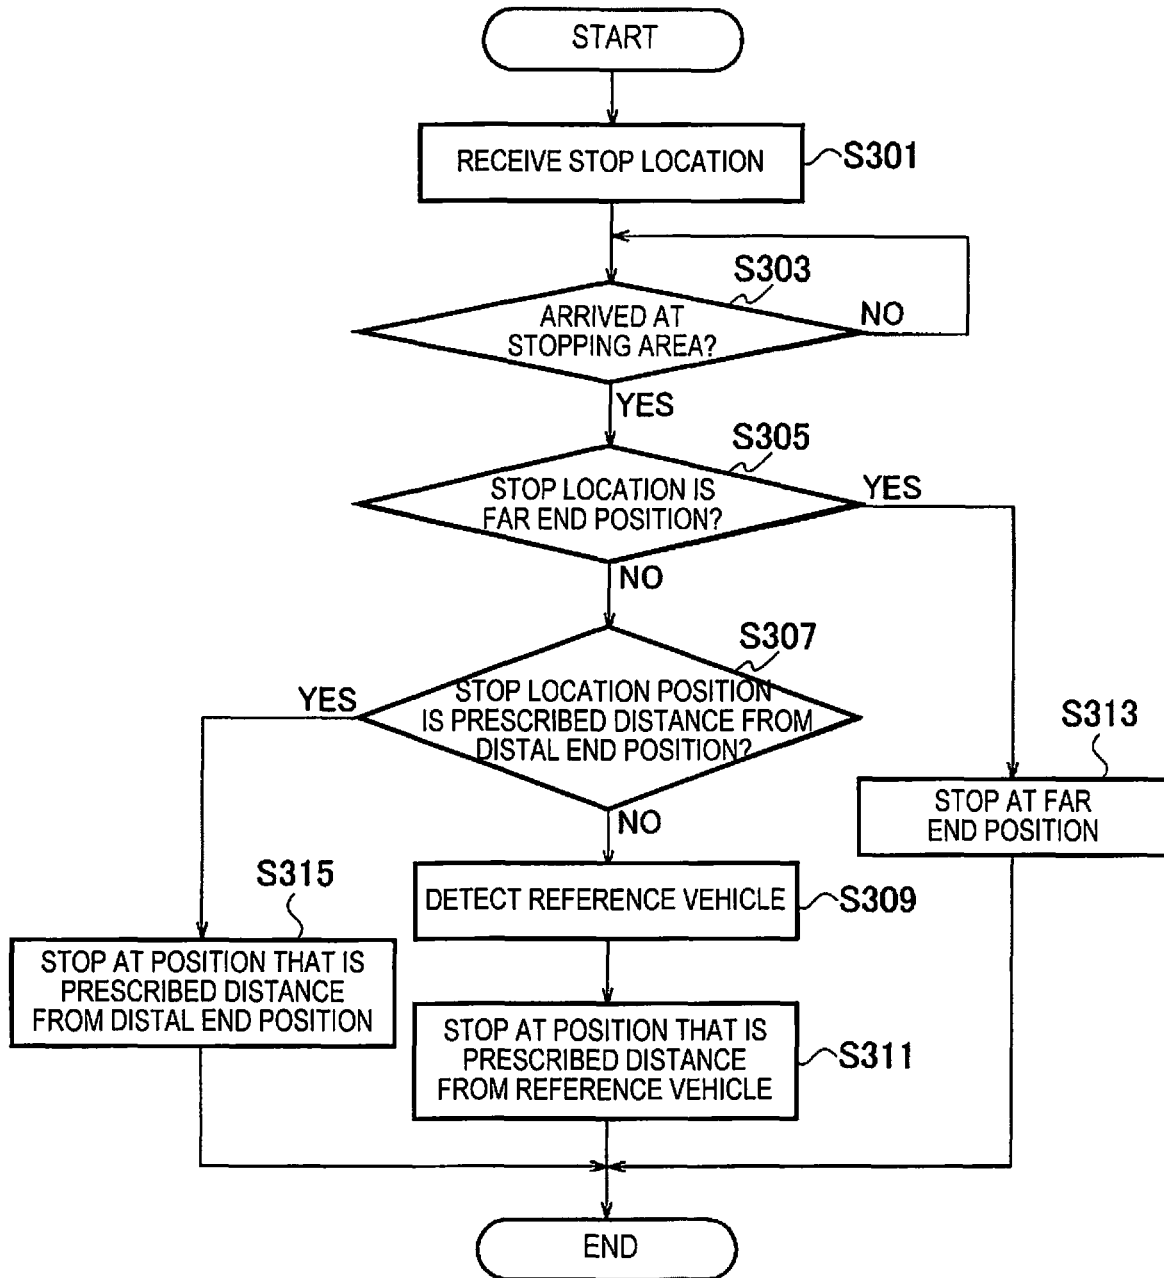 START
RECEIVE STOP LOCATION
S301
S303
ARRIVED AT
STOPPING AREA?
NO
YES
S305
STOP LOCATION IS
FAR END POSITION?
YES
NO
S307
YES
STOP LOCATION POSITION
IS PRESCRIBED DISTANCE FROM
DISTAL END POSITION?
NO
S313
STOP AT FAR
END POSITION
DETECT REFERENCE VEHICLE
S309
S315
STOP AT POSITION THAT IS
PRESCRIBED DISTANCE
FROM DISTAL END POSITION
STOP AT POSITION THAT IS
PRESCRIBED DISTANCE
FROM REFERENCE VEHICLE
S311
END